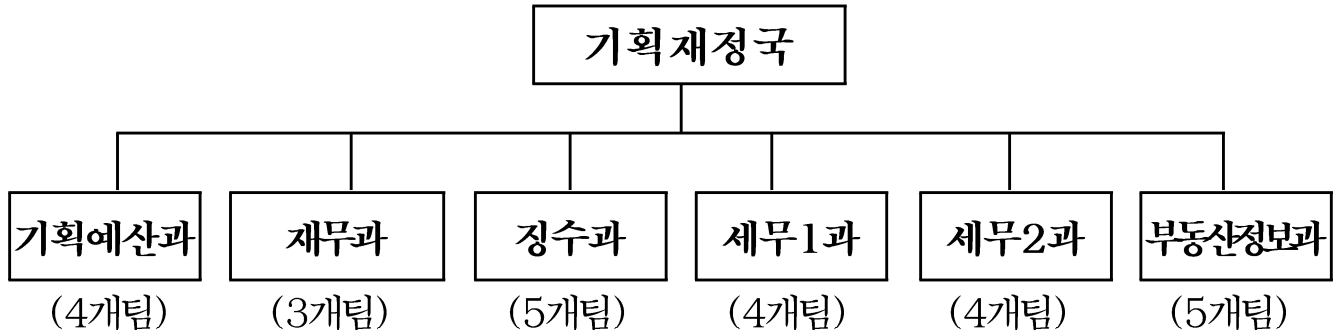 기획재정국
기획예산과 재무과 징수과 세무1과 세무2과 부동산정보과
(4개팀) (3개팀) (5개팀) (4개팀) (4개팀) (5개팀)